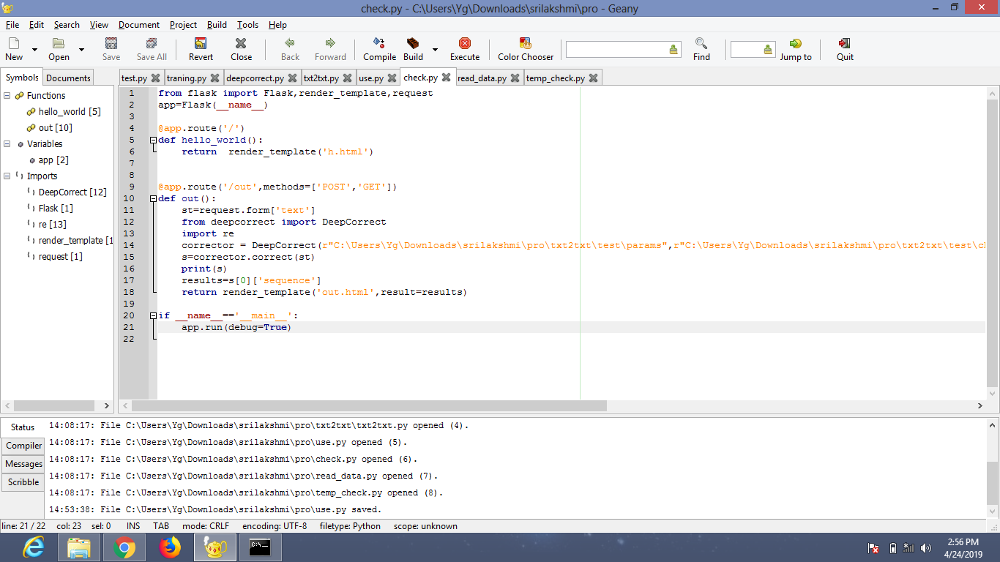 check.py - C:\Users\Yg\Downloads\srilakshmi\pro - Geany
File Edit Search View Document Project Build Tools Help
New Open Save Save All Revert Close Back Forward Compile Build Execute Color Chooser Find Jump to Quit
Symbols Documents
test.py traning.py deepcorrect.py txt2txt.py use.py check.py read_data.py temp_check.py
Functions
hello_world [5]
out [10]
Variables
app [2]
Imports
DeepCorrect [12]
Flask [1]
re [13]
render_template [1
request [1]
1 from flask import Flask,render_template,request
2 app=Flask(__name__)
3
4 @app.route('/')
5 def hello_world():
6     return  render_template('h.html')
7
8
9 @app.route('/out',methods=['POST','GET'])
10 def out():
11     st=request.form['text']
12     from deepcorrect import DeepCorrect
13     import re
14     corrector = DeepCorrect(r"C:\Users\Yg\Downloads\srilakshmi\pro\txt2txt\test\params",r"C:\Users\Yg\Downloads\srilakshmi\pro\txt2txt\test\c
15     s=corrector.correct(st)
16     print(s)
17     results=s[0]['sequence']
18     return render_template('out.html',result=results)
19
20 if __name__=='__main__':
21     app.run(debug=True)
22
Status
Compiler
Messages
Scribble
14:08:17: File C:\Users\Yg\Downloads\srilakshmi\pro\txt2txt\txt2txt.py opened (4).
14:08:17: File C:\Users\Yg\Downloads\srilakshmi\pro\use.py opened (5).
14:08:17: File C:\Users\Yg\Downloads\srilakshmi\pro\check.py opened (6).
14:08:17: File C:\Users\Yg\Downloads\srilakshmi\pro\read_data.py opened (7).
14:08:17: File C:\Users\Yg\Downloads\srilakshmi\pro\temp_check.py opened (8).
14:53:38: File C:\Users\Yg\Downloads\srilakshmi\pro\use.py saved.
line: 21 / 22 col: 23 sel: 0 INS TAB mode: CRLF encoding: UTF-8 filetype: Python scope: unknown
2:56 PM
4/24/2019